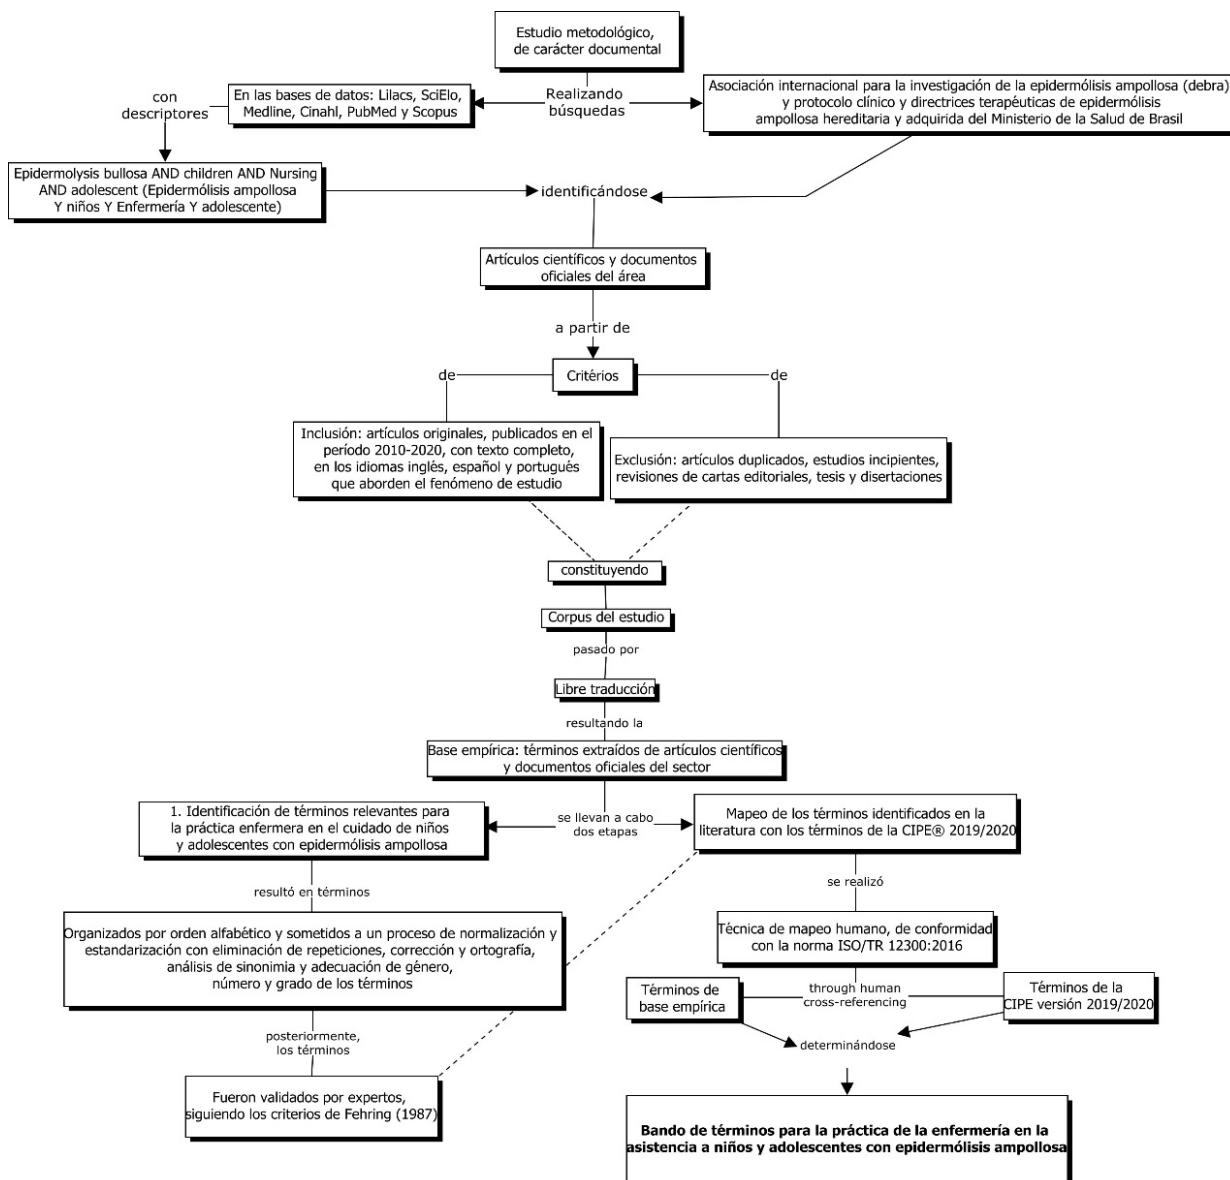 Estudio metodológico,
de carácter documental
Realizando
búsquedas
con
descriptores
En las bases de datos: Lilacs, SciElo,
Medline, Cinahl, PubMed y Scopus
Asociación internacional para la investigación de la epidermólisis ampollosa (debra)
y protocolo clínico y directrices terapéuticas de epidermólisis
ampollosa hereditaria y adquirida del Ministerio de la Salud de Brasil
Epidermolysis bullosa AND children AND Nursing
AND adolescent (Epidermólisis ampollosa
Y niños Y Enfermería Y adolescente)
identificándose
Artículos científicos y documentos
oficiales del área
a partir de
de
Critérios
de
Inclusión: artículos originales, publicados en el
período 2010-2020, con texto completo,
en los idiomas inglés, español y portugués
que aborden el fenómeno de estudio
Exclusión: artículos duplicados, estudios incipientes,
revisiones de cartas editoriales, tesis y disertaciones
constituyendo
Corpus del estudio
pasado por
Libre traducción
resultando la
Base empírica: términos extraídos de artículos científicos
y documentos oficiales del sector
se llevan a cabo
dos etapas
1. Identificación de términos relevantes para
la práctica enfermera en el cuidado de niños
y adolescentes con epidermólisis ampollosa
Mapeo de los términos identificados en la
literatura con los términos de la CIPE® 2019/2020
resultó en términos
se realizó
Organizados por orden alfabético y sometidos a un proceso de normalización y
estandarización con eliminación de repeticiones, corrección y ortografía,
análisis de sinonimia y adecuación de género,
número y grado de los términos
Técnica de mapeo humano, de conformidad
con la norma ISO/TR 12300:2016
Términos de
base empírica
through human
cross-referencing
Términos de la
CIPE versión 2019/2020
posteriormente,
los términos
determinándose
Fueron validados por expertos,
siguiendo los criterios de Fehring (1987)
Bando de términos para la práctica de la enfermería en la
asistencia a niños y adolescentes con epidermólisis ampollosa